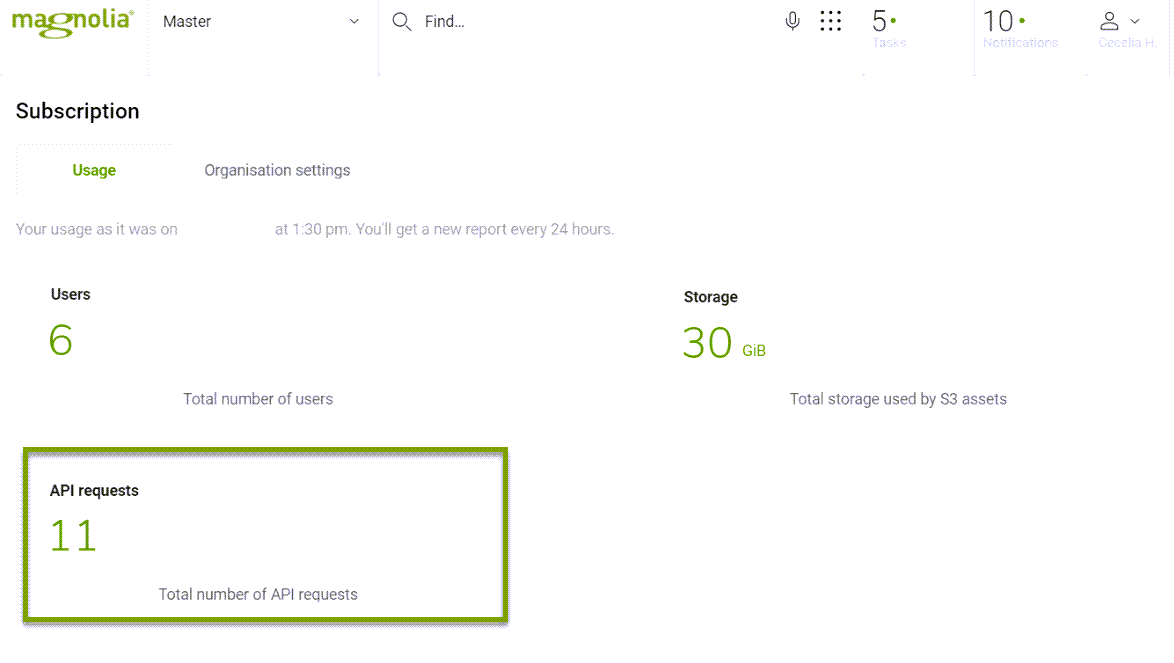 magnolia®
Master
Find...
5
Tasks
10
Notifications
Cecelia H.
Subscription
Usage
Organisation settings
Your usage as it was on at 1:30 pm. You'll get a new report every 24 hours.
Users
6
Total number of users
Storage
30 GiB
Total storage used by S3 assets
API requests
11
Total number of API requests